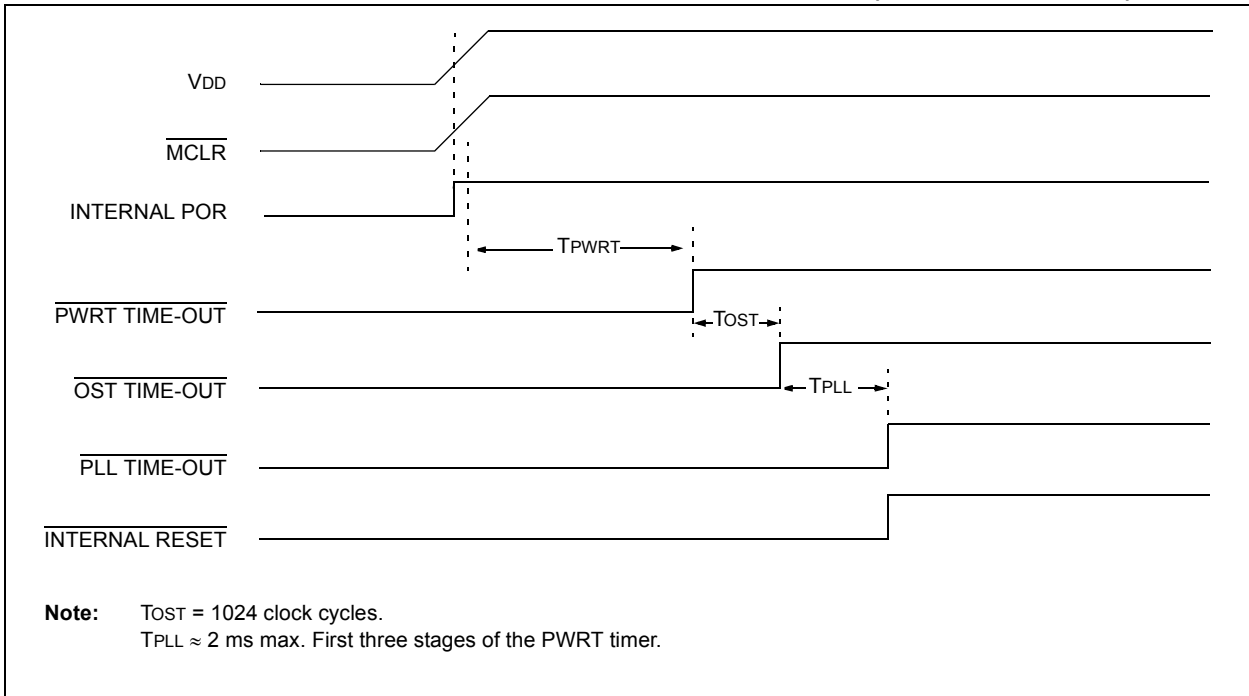 VDD
MCLR
INTERNAL POR
TPWRT
PWRT TIME-OUT
TOST
OST TIME-OUT
TPLL
PLL TIME-OUT
INTERNAL RESET
Note: TOST = 1024 clock cycles.
TPLL ≈ 2 ms max. First three stages of the PWRT timer.